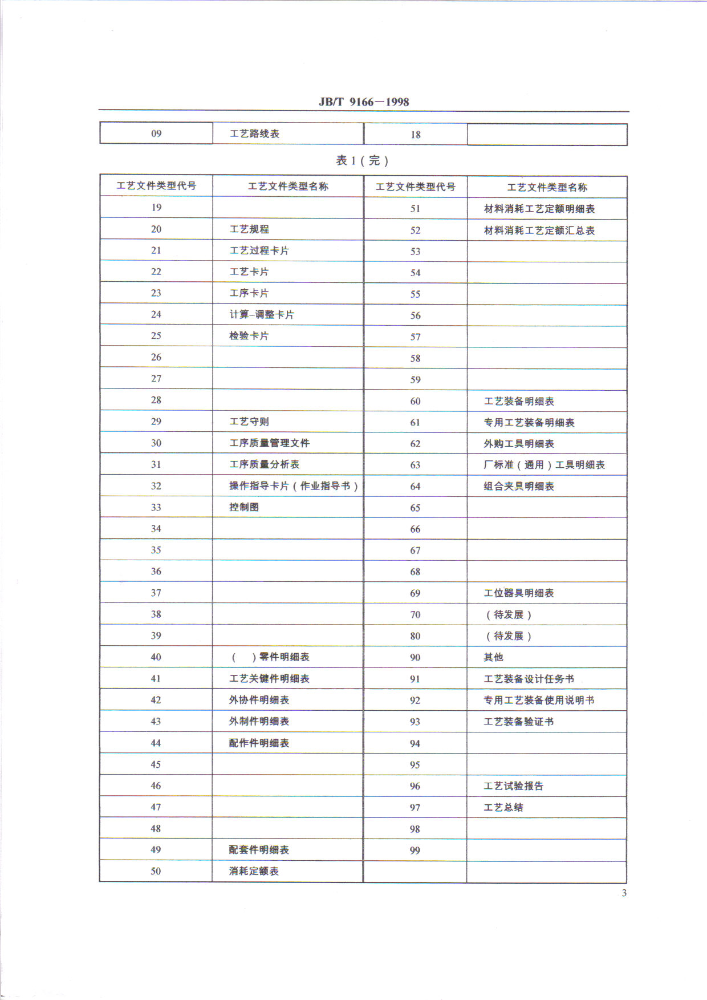 JB/T 9166—1998
09 工艺路线表 18
表 1 ( 完 )
工艺文件类型代号 工艺文件类型名称 工艺文件类型代号 工艺文件类型名称
19 51 材料消耗工艺定额明细表
20 工艺规程 52 材料消耗工艺定额汇总表
21 工艺过程卡片 53
22 工艺卡片 54
23 工序卡片 55
24 计算–调整卡片 56
25 检验卡片 57
26 58
27 59
28 60 工艺装备明细表
29 工艺守则 61 专用工艺装备明细表
30 工序质量管理文件 62 外购工具明细表
31 工序质量分析表 63 厂标准 ( 通用 ) 工具明细表
32 操作指导卡片 ( 作业指导书 ) 64 组合夹具明细表
33 控制图 65
34 66
35 67
36 68
37 69 工位器具明细表
38 70 ( 待发展 )
39 80 ( 待发展 )
40 (   ) 零件明细表 90 其他
41 工艺关键件明细表 91 工艺装备设计任务书
42 外协件明细表 92 专用工艺装备使用说明书
43 外制件明细表 93 工艺装备验证书
44 配作件明细表 94
45 95
46 96 工艺试验报告
47 97 工艺总结
48 98
49 配套件明细表 99
50 消耗定额表
3